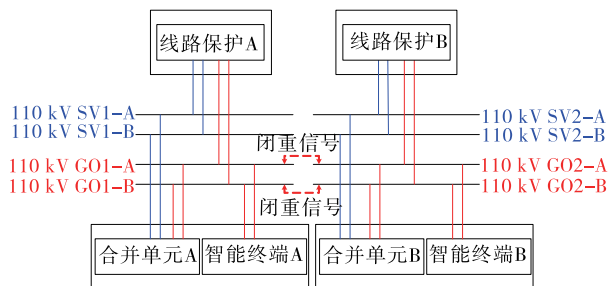 线路保护A 线路保护B
110 kV SV1-A 110 kV SV2-A
110 kV SV1-B 110 kV SV2-B
闭重信号
110 kV GO1-A 110 kV GO2-A
110 kV GO1-B 110 kV GO2-B
闭重信号
合并单元A 智能终端A 合并单元B 智能终端B